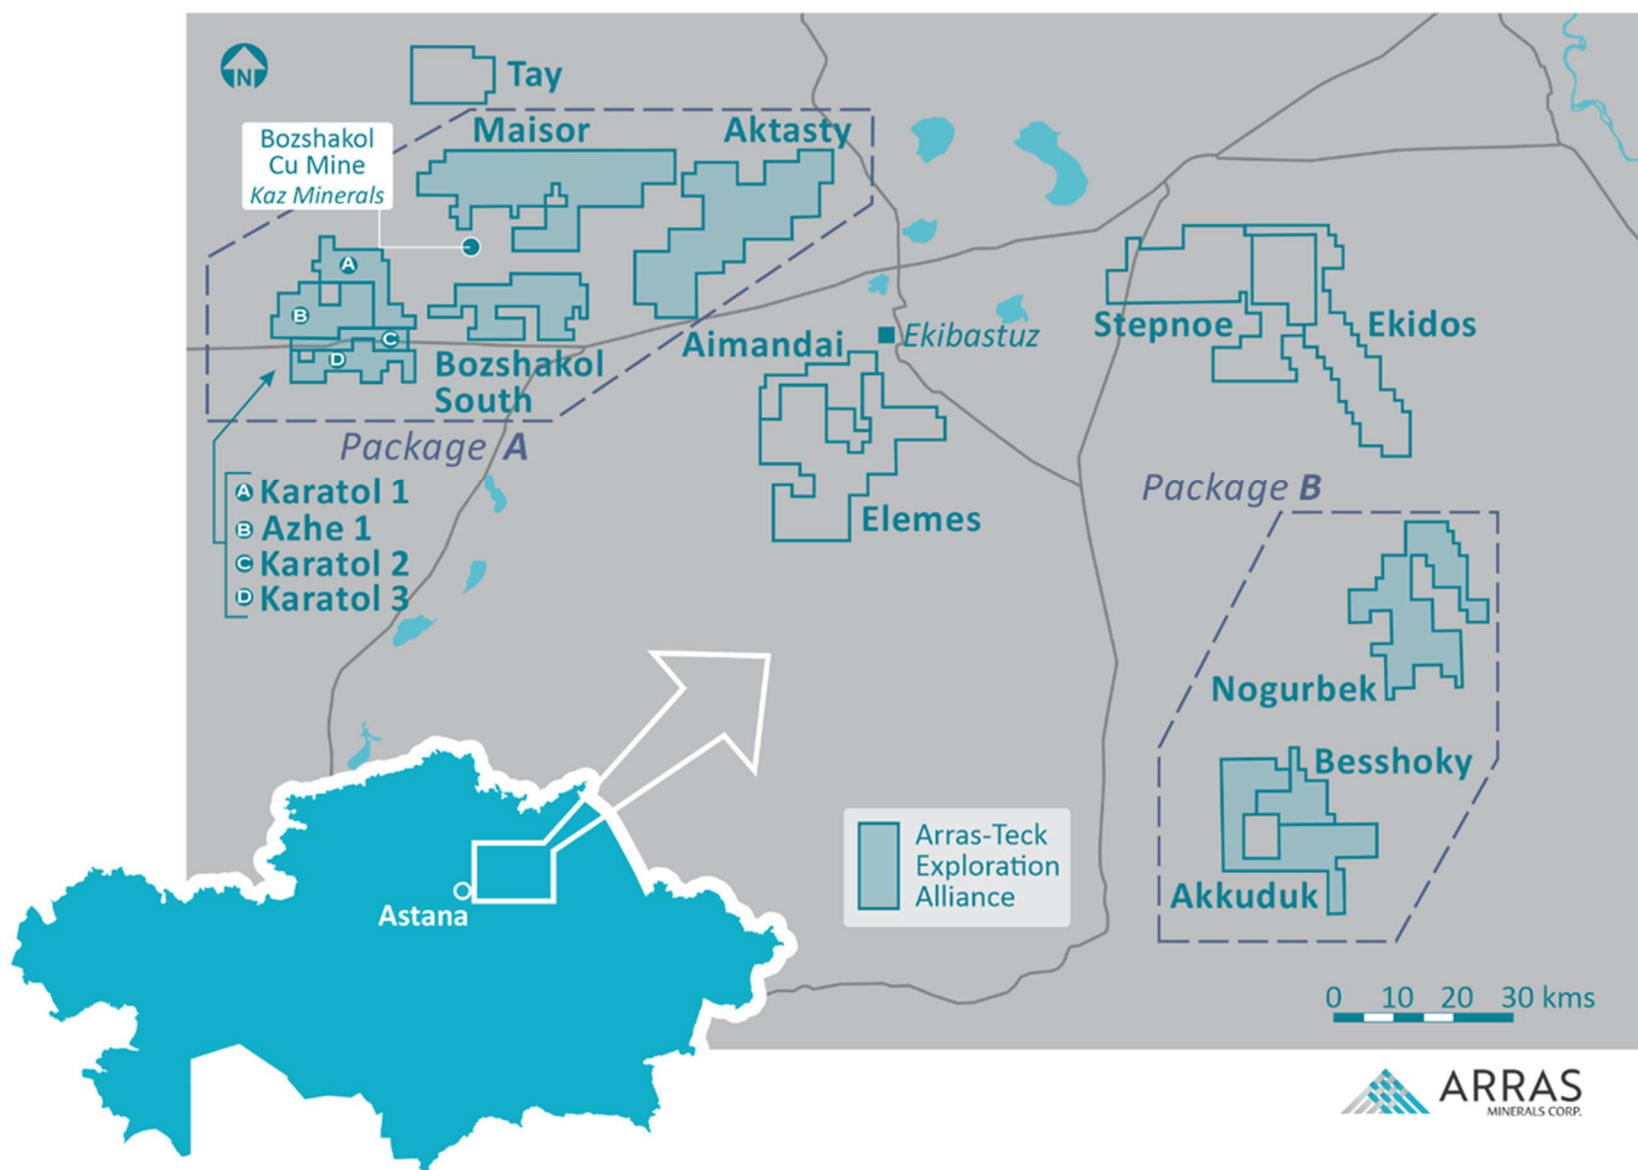 N
Tay
Bozshakol
Cu Mine
Kaz Minerals
Maisor
Aktasty
A
B
C
D
Bozshakol
South
Aimandai
Ekibastuz
Stepnoe
Ekidos
Package A
A Karatol 1
B Azhe 1
C Karatol 2
D Karatol 3
Elemes
Package B
Nogurbek
Besshoky
Akkuduk
Arras-Teck
Exploration
Alliance
Astana
0 10 20 30 kms
ARRAS
MINERALS CORP.